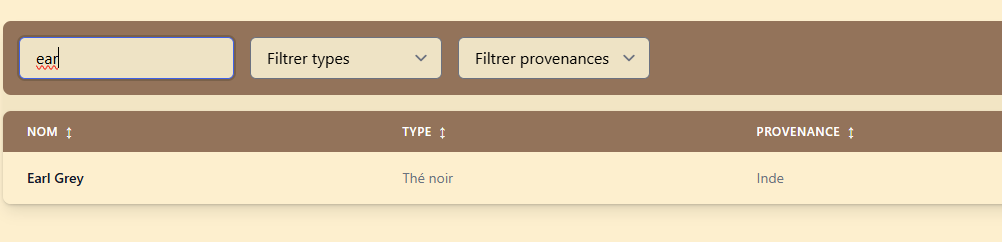 ear Filtrer types Filtrer provenances
NOM ↕ TYPE ↕ PROVENANCE ↕
Earl Grey Thé noir Inde